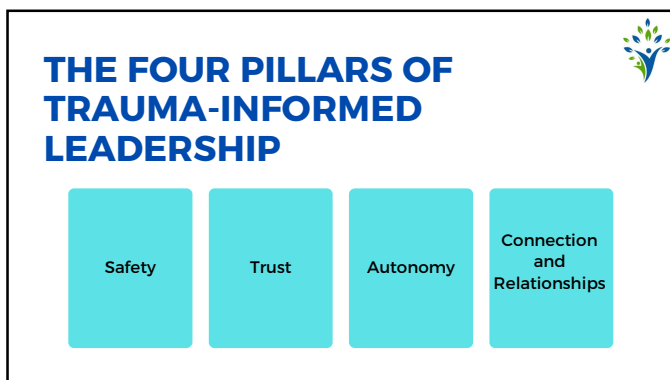 THE FOUR PILLARS OF
TRAUMA-INFORMED
LEADERSHIP
Safety
Trust
Autonomy
Connection
and
Relationships